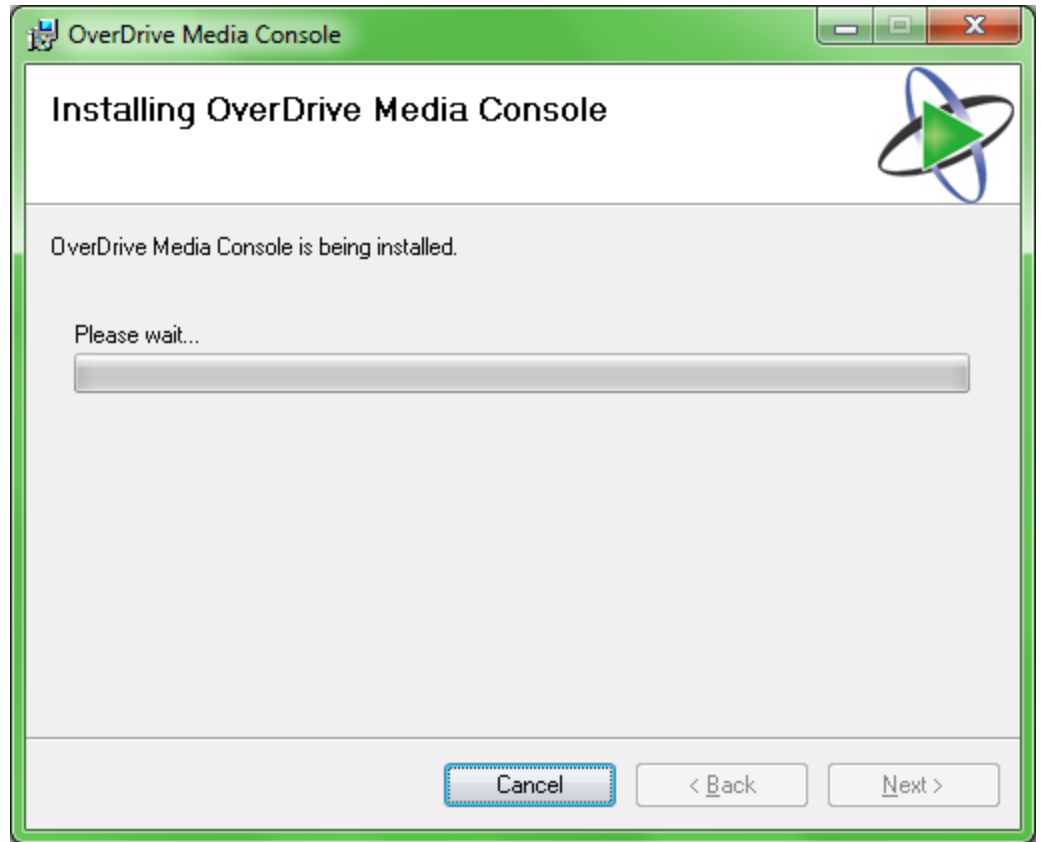 OverDrive Media Console
Installing OverDrive Media Console
OverDrive Media Console is being installed.
Please wait...
Cancel
< Back
Next >